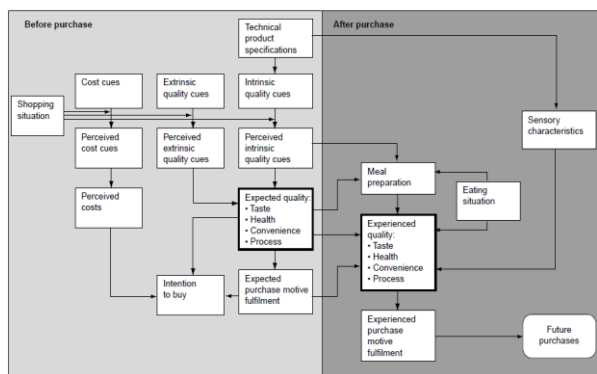 Before purchase
Technical
product
specifications
After purchase
Cost cues
Extrinsic
quality cues
Intrinsic
quality cues
Shopping
situation
Sensory
characteristics
Perceived
cost cues
Perceived
extrinsic
quality cues
Perceived
intrinsic
quality cues
Meal
preparation
Perceived
costs
Expected quality:
• Taste
• Health
• Convenience
• Process
Eating
situation
Experienced
quality:
• Taste
• Health
• Convenience
• Process
Intention
to buy
Expected
purchase motive
fulfilment
Experienced
purchase
motive
fulfilment
Future
purchases